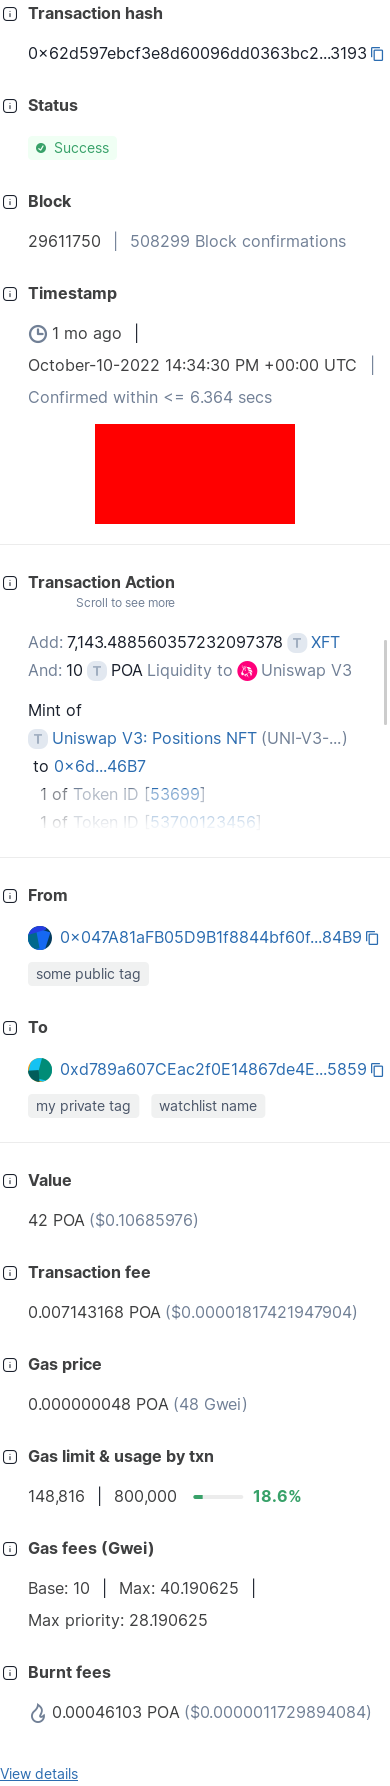 Transaction hash
0x62d597ebcf3e8d60096dd0363bc2...3193
Status
Success
Block
29611750 | 508299 Block confirmations
Timestamp
1 mo ago |
October-10-2022 14:34:30 PM +00:00 UTC |
Confirmed within <= 6.364 secs
Transaction Action
Scroll to see more
Add: 7,143.488560357232097378 T XFT
And: 10 T POA Liquidity to Uniswap V3
Mint of
T Uniswap V3: Positions NFT (UNI-V3-...)
to 0x6d...46B7
1 of Token ID [53699]
1 of Token ID [53700123456]
From
0x047A81aFB05D9B1f8844bf60f...84B9
some public tag
To
0xd789a607CEac2f0E14867de4E...5859
my private tag watchlist name
Value
42 POA ($0.10685976)
Transaction fee
0.007143168 POA ($0.00001817421947904)
Gas price
0.000000048 POA (48 Gwei)
Gas limit & usage by txn
148,816 | 800,000 18.6%
Gas fees (Gwei)
Base: 10 | Max: 40.190625 |
Max priority: 28.190625
Burnt fees
0.00046103 POA ($0.0000011729894084)
View details